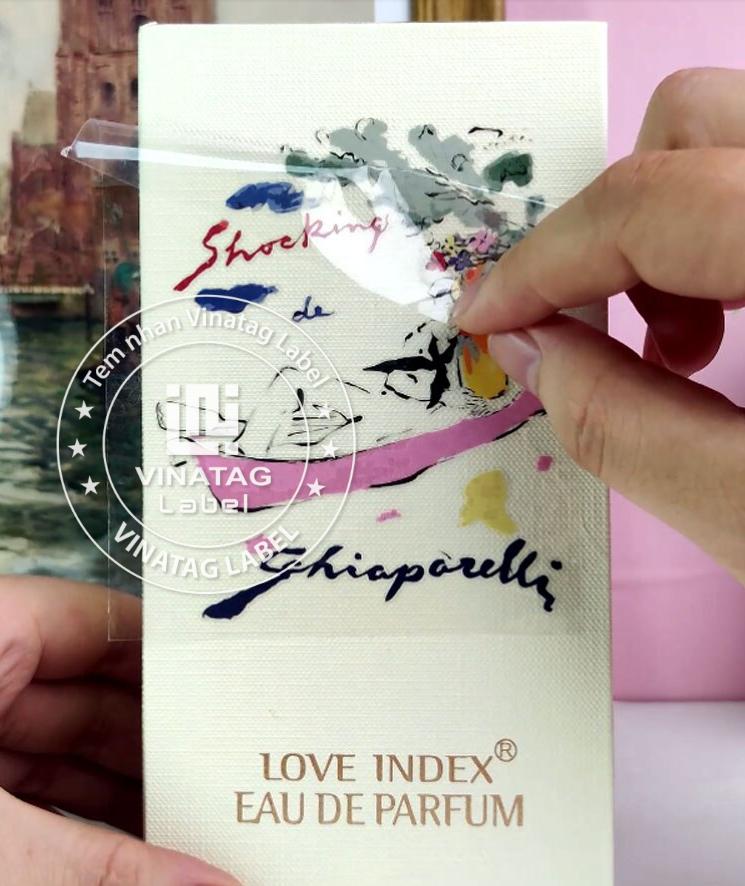 Shocking
de
Schiaparelli
LOVE INDEX®
EAU DE PARFUM
Tem nhan Vinatag Label
VINATAG
Label
VINATAG LABEL